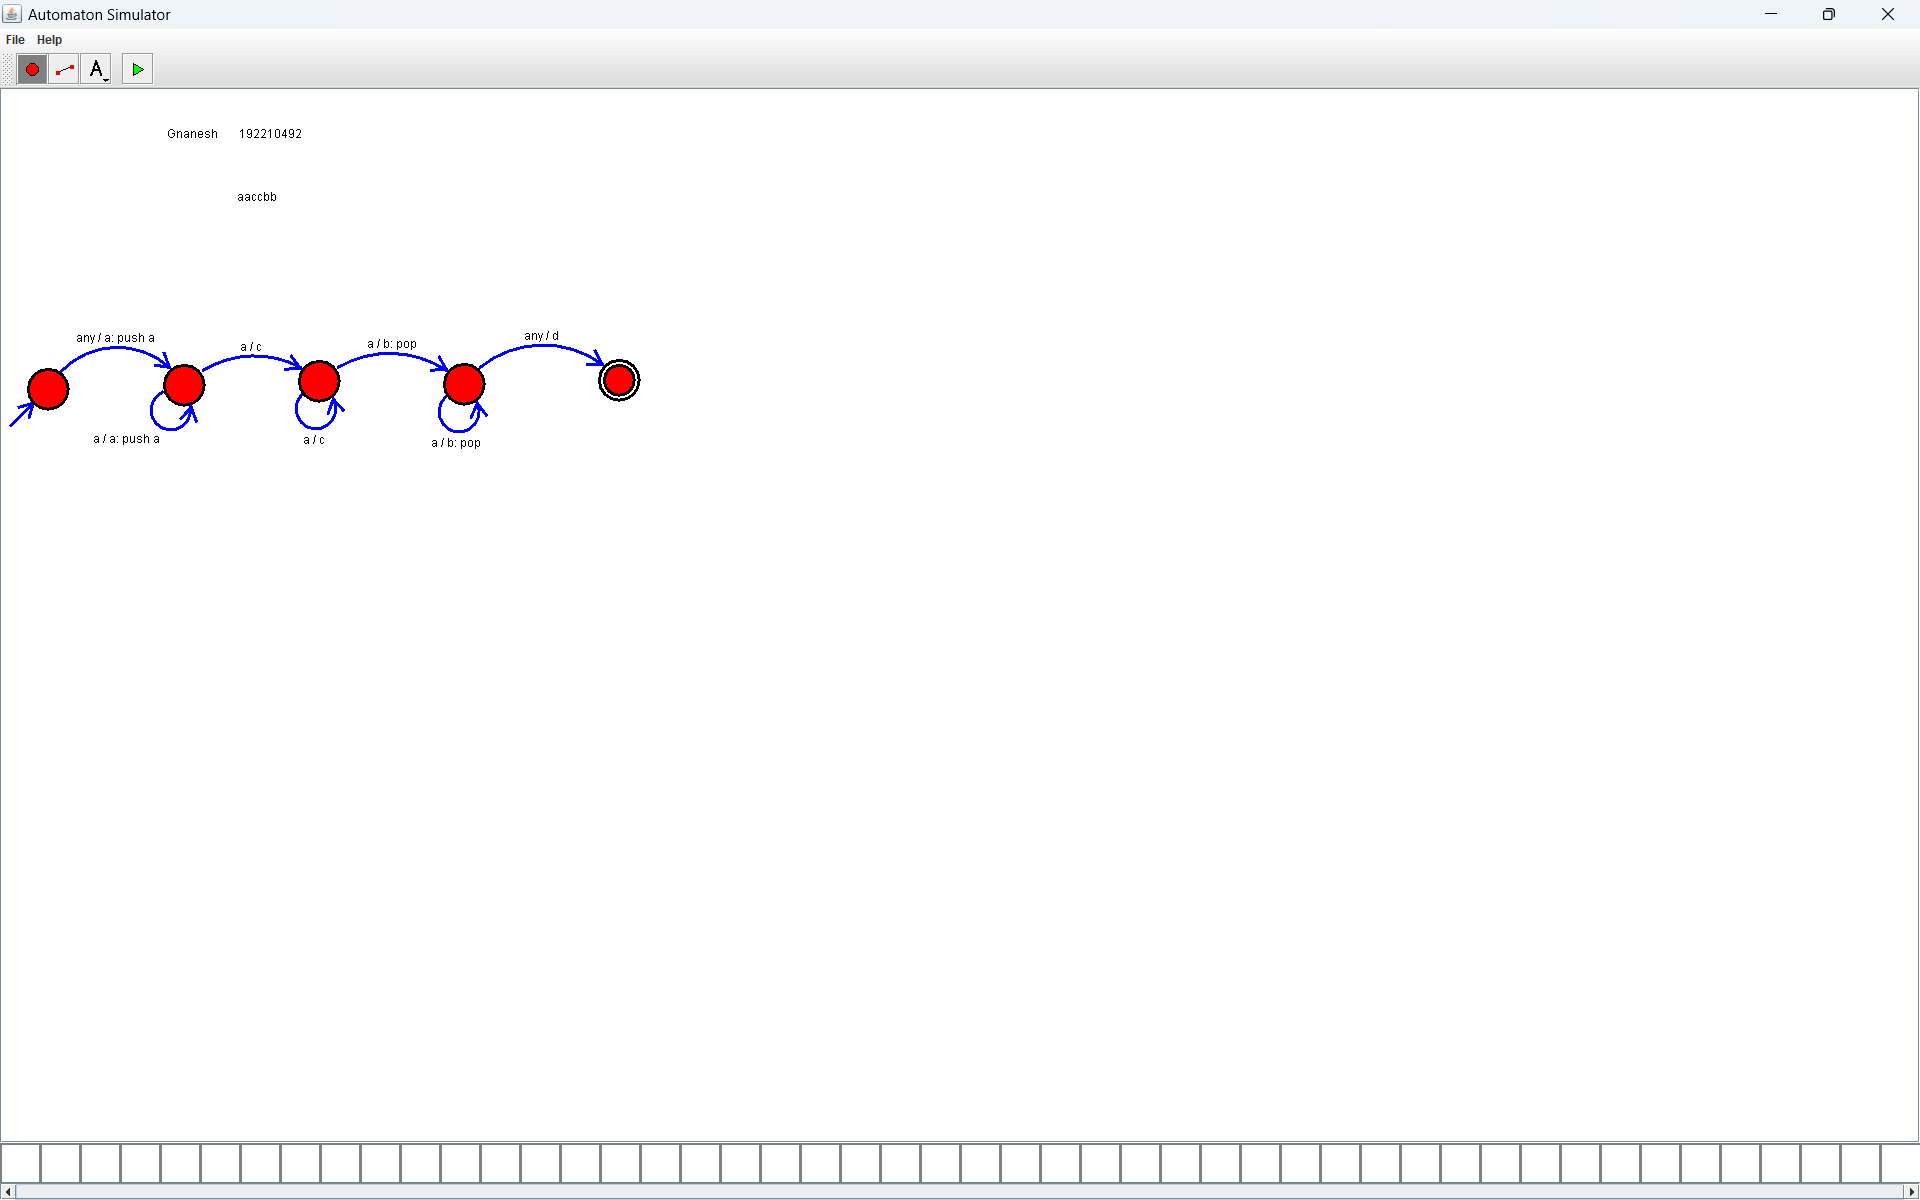 Automaton Simulator
File Help
A
Gnanesh 192210492
aaccbb
any / a: push a
a / c
a / b: pop
any / d
a / a: push a
a / c
a / b: pop